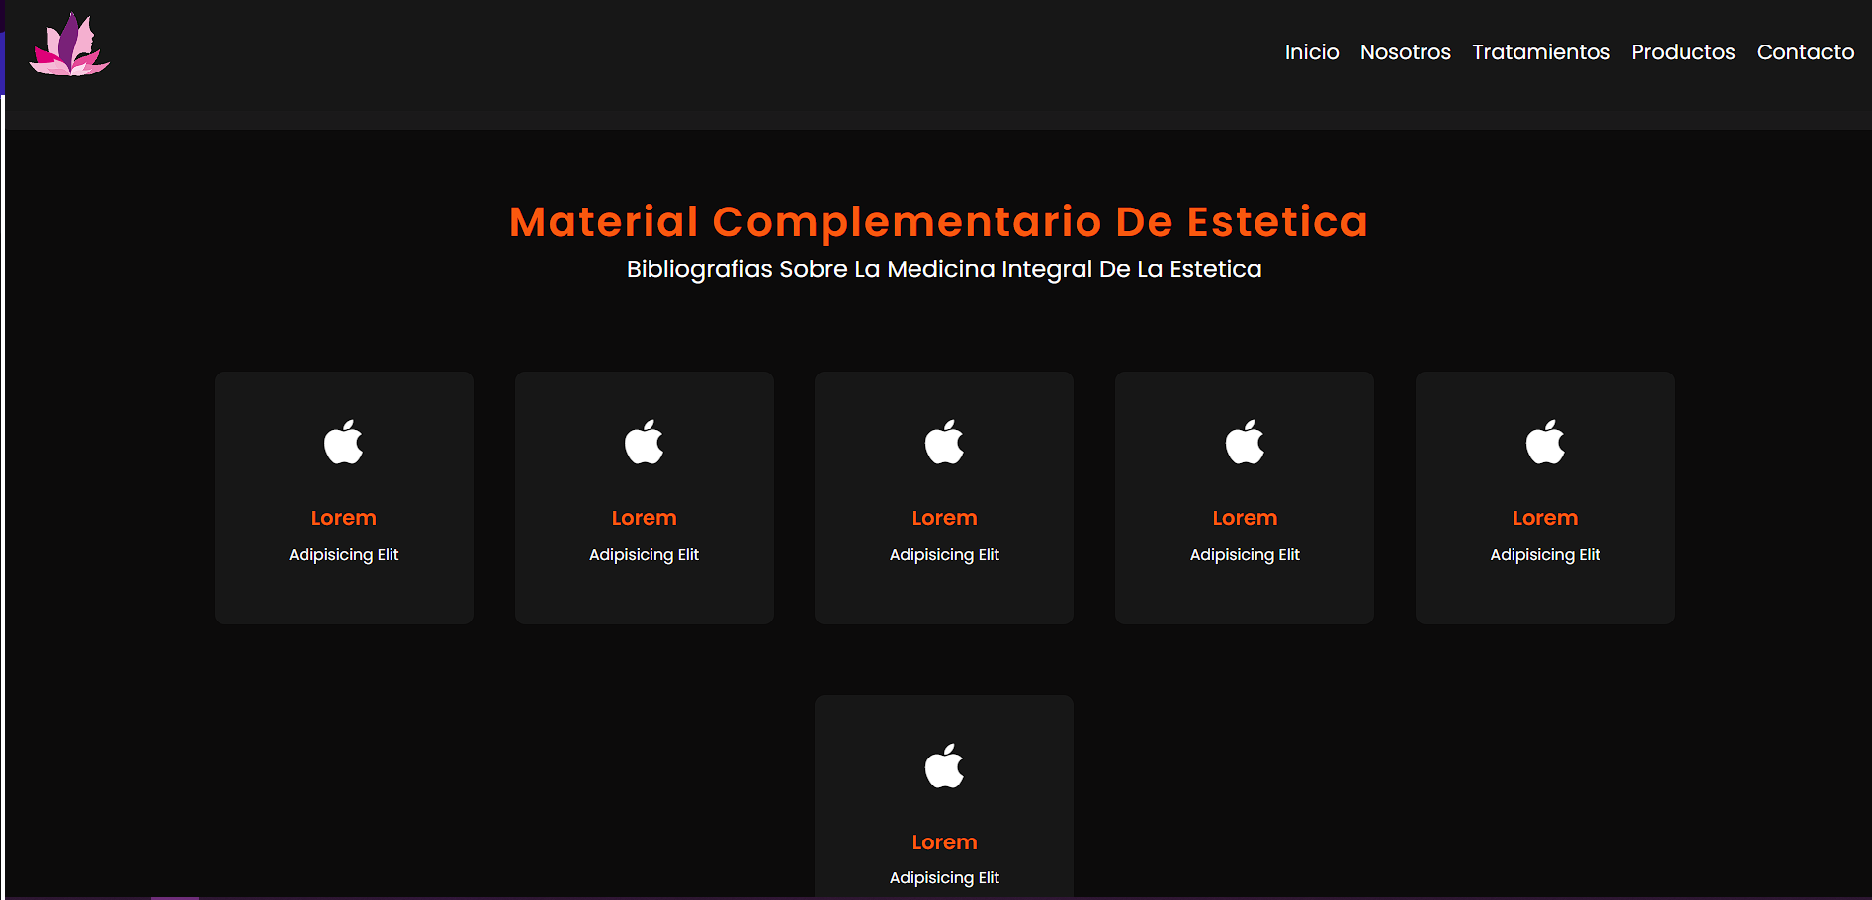 Inicio Nosotros Tratamientos Productos Contacto
Material Complementario De Estetica
Bibliografias Sobre La Medicina Integral De La Estetica
Lorem Lorem Lorem Lorem Lorem
Adipisicing Elit Adipisicing Elit Adipisicing Elit Adipisicing Elit Adipisicing Elit
Lorem
Adipisicing Elit